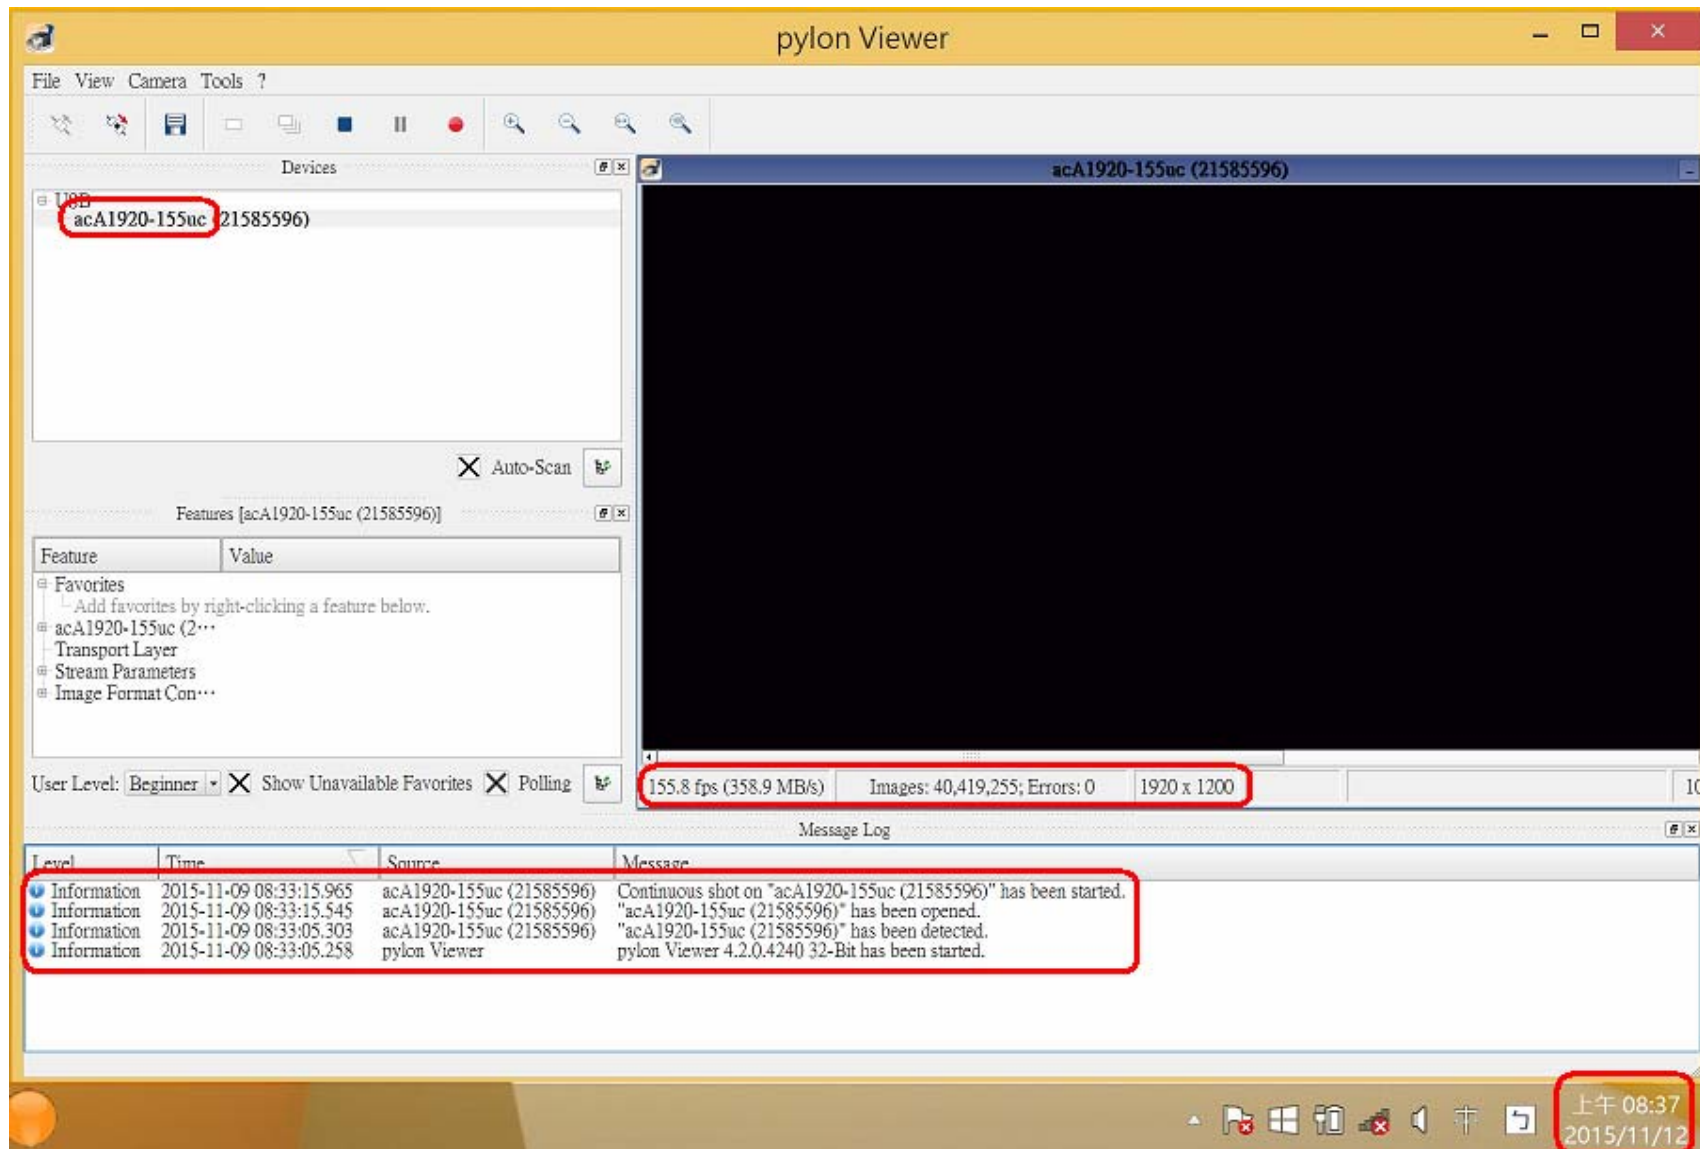 pylon Viewer
File View Camera Tools ?
Devices
acA1920-155uc (21585596)
USB
acA1920-155uc (21585596)
Auto-Scan
Features [acA1920-155uc (21585596)]
Feature Value
Favorites
Add favorites by right-clicking a feature below.
acA1920-155uc (2···
Transport Layer
Stream Parameters
Image Format Con···
User Level: Beginner Show Unavailable Favorites Polling
155.8 fps (358.9 MB/s) Images: 40,419,255; Errors: 0 1920 x 1200
Message Log
Level Time Source Message
Information 2015-11-09 08:33:15.965 acA1920-155uc (21585596) Continuous shot on "acA1920-155uc (21585596)" has been started.
Information 2015-11-09 08:33:15.545 acA1920-155uc (21585596) "acA1920-155uc (21585596)" has been opened.
Information 2015-11-09 08:33:05.303 acA1920-155uc (21585596) "acA1920-155uc (21585596)" has been detected.
Information 2015-11-09 08:33:05.258 pylon Viewer pylon Viewer 4.2.0.4240 32-Bit has been started.
上午 08:37
2015/11/12